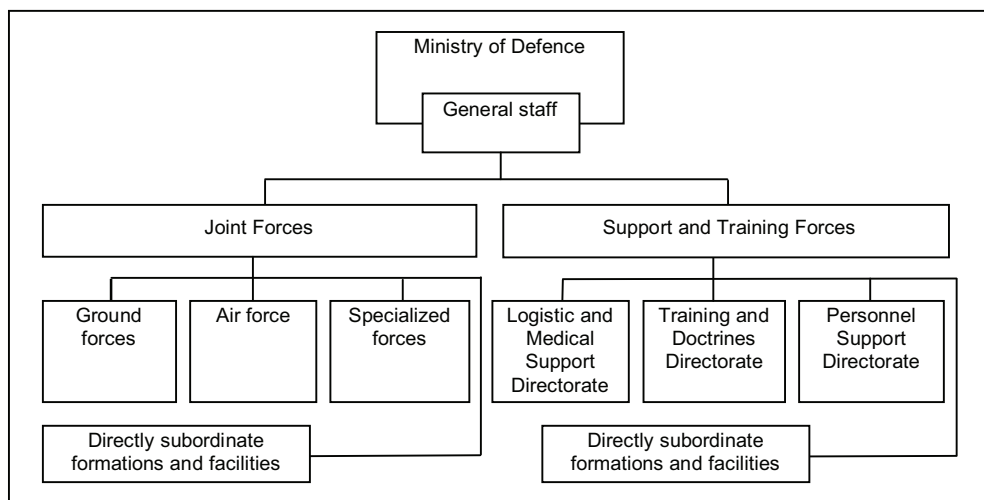 Ministry of Defence
General staff
Joint Forces
Support and Training Forces
Ground
forces
Air force
Specialized
forces
Logistic and
Medical
Support
Directorate
Training and
Doctrines
Directorate
Personnel
Support
Directorate
Directly subordinate
formations and facilities
Directly subordinate
formations and facilities